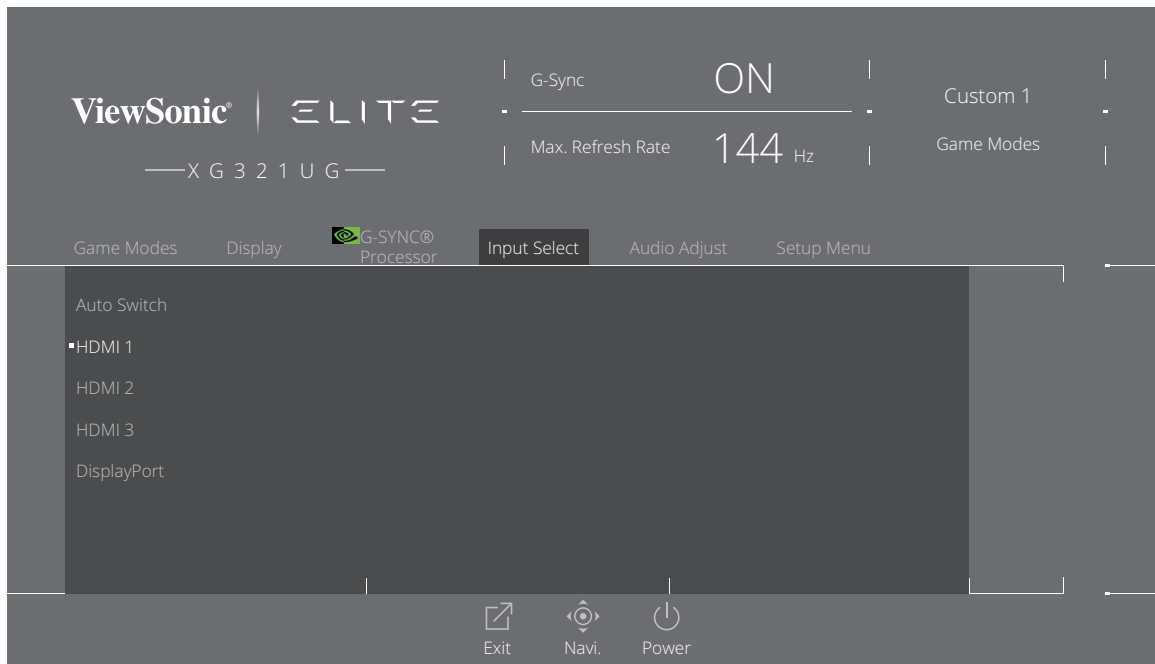 ViewSonic® ELITE
XG321UG
G-Sync ON
Max. Refresh Rate 144 Hz
Custom 1
Game Modes
Game Modes Display G-SYNC® Processor Input Select Audio Adjust Setup Menu
Auto Switch
HDMI 1
HDMI 2
HDMI 3
DisplayPort
Exit Navi. Power